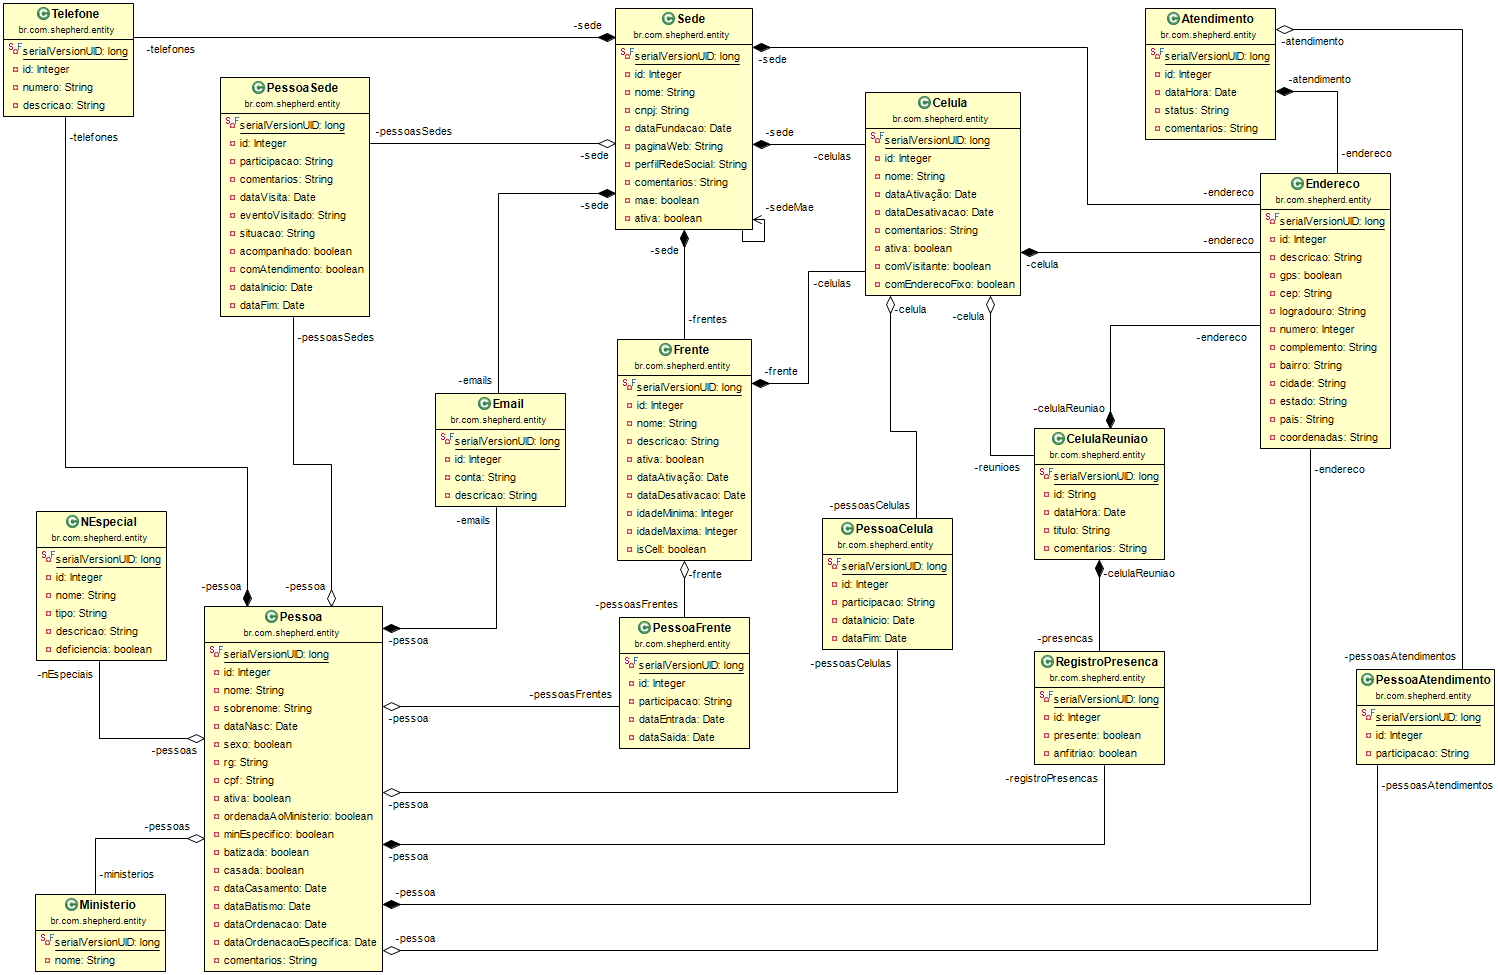 Telefone
br.com.shepherd.entity
serialVersionUID: long
id: Integer
numero: String
descricao: String
-telefones
-telefones
-sede
Sede
br.com.shepherd.entity
serialVersionUID: long
id: Integer
nome: String
cnpj: String
dataFundacao: Date
paginaWeb: String
perfilRedeSocial: String
comentarios: String
mae: boolean
ativa: boolean
-sede
-sede
-sede
-sede
-sede
-sedeMae
Atendimento
br.com.shepherd.entity
serialVersionUID: long
id: Integer
dataHora: Date
status: String
comentarios: String
-atendimento
-atendimento
-endereco
PessoaSede
br.com.shepherd.entity
serialVersionUID: long
id: Integer
participacao: String
comentarios: String
dataVisita: Date
eventoVisitado: String
situacao: String
acompanhado: boolean
comAtendimento: boolean
dataInicio: Date
dataFim: Date
-pessoasSedes
-pessoasSedes
Celula
br.com.shepherd.entity
serialVersionUID: long
id: Integer
nome: String
dataAtivação: Date
dataDesativacao: Date
comentarios: String
ativa: boolean
comVisitante: boolean
comEnderecoFixo: boolean
-celulas
-celulas
-celula
-celula
-celula
Endereco
br.com.shepherd.entity
serialVersionUID: long
id: Integer
descricao: String
gps: boolean
cep: String
logradouro: String
numero: Integer
complemento: String
bairro: String
cidade: String
estado: String
pais: String
coordenadas: String
-endereco
-endereco
-endereco
-endereco
-frentes
Frente
br.com.shepherd.entity
serialVersionUID: long
id: Integer
nome: String
descricao: String
ativa: boolean
dataAtivação: Date
dataDesativacao: Date
idadeMinima: Integer
idadeMaxima: Integer
isCell: boolean
-frente
-frente
-emails
Email
br.com.shepherd.entity
serialVersionUID: long
id: Integer
conta: String
descricao: String
-emails
-celulaReuniao
CelulaReuniao
br.com.shepherd.entity
serialVersionUID: long
id: String
dataHora: Date
titulo: String
comentarios: String
-reunioes
-celulaReuniao
-pessoasCelulas
PessoaCelula
br.com.shepherd.entity
serialVersionUID: long
id: Integer
participacao: String
dataInicio: Date
dataFim: Date
-pessoasCelulas
NEspecial
br.com.shepherd.entity
serialVersionUID: long
id: Integer
nome: String
tipo: String
descricao: String
deficiencia: boolean
-nEspeciais
-pessoa
-pessoa
Pessoa
br.com.shepherd.entity
serialVersionUID: long
id: Integer
nome: String
sobrenome: String
dataNasc: Date
sexo: boolean
rg: String
cpf: String
ativa: boolean
ordenadaAoMinisterio: boolean
minEspecifico: boolean
batizada: boolean
casada: boolean
dataCasamento: Date
dataBatismo: Date
dataOrdenacao: Date
dataOrdenacaoEspecifica: Date
comentarios: String
-pessoas
-pessoas
-pessoa
-pessoa
-pessoa
-pessoa
-pessoa
-pessoa
-pessoasFrentes
PessoaFrente
br.com.shepherd.entity
serialVersionUID: long
id: Integer
participacao: String
dataEntrada: Date
dataSaida: Date
-pessoasFrentes
-presencas
RegistroPresenca
br.com.shepherd.entity
serialVersionUID: long
id: Integer
presente: boolean
anfitriao: boolean
-registroPresencas
-pessoasAtendimentos
PessoaAtendimento
br.com.shepherd.entity
serialVersionUID: long
id: Integer
participacao: String
-pessoasAtendimentos
-ministerios
Ministerio
br.com.shepherd.entity
serialVersionUID: long
nome: String